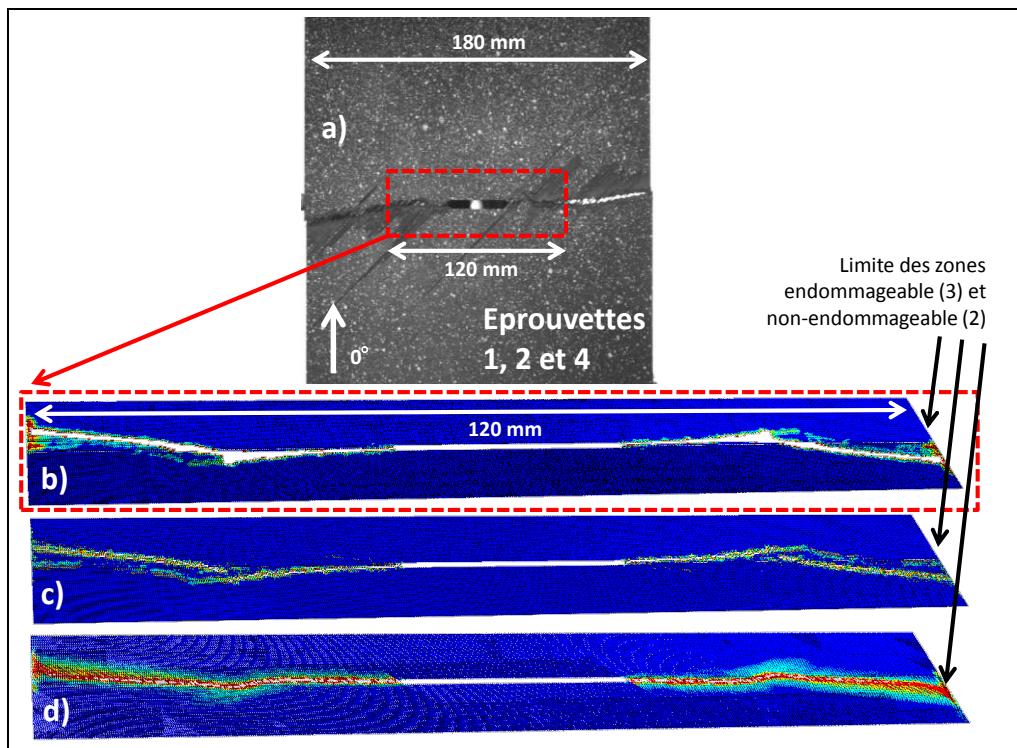 180 mm
a)
120 mm
Eprouvettes
1, 2 et 4
0°
Limite des zones
endommageable (3) et
non-endommageable (2)
120 mm
b)
c)
d)